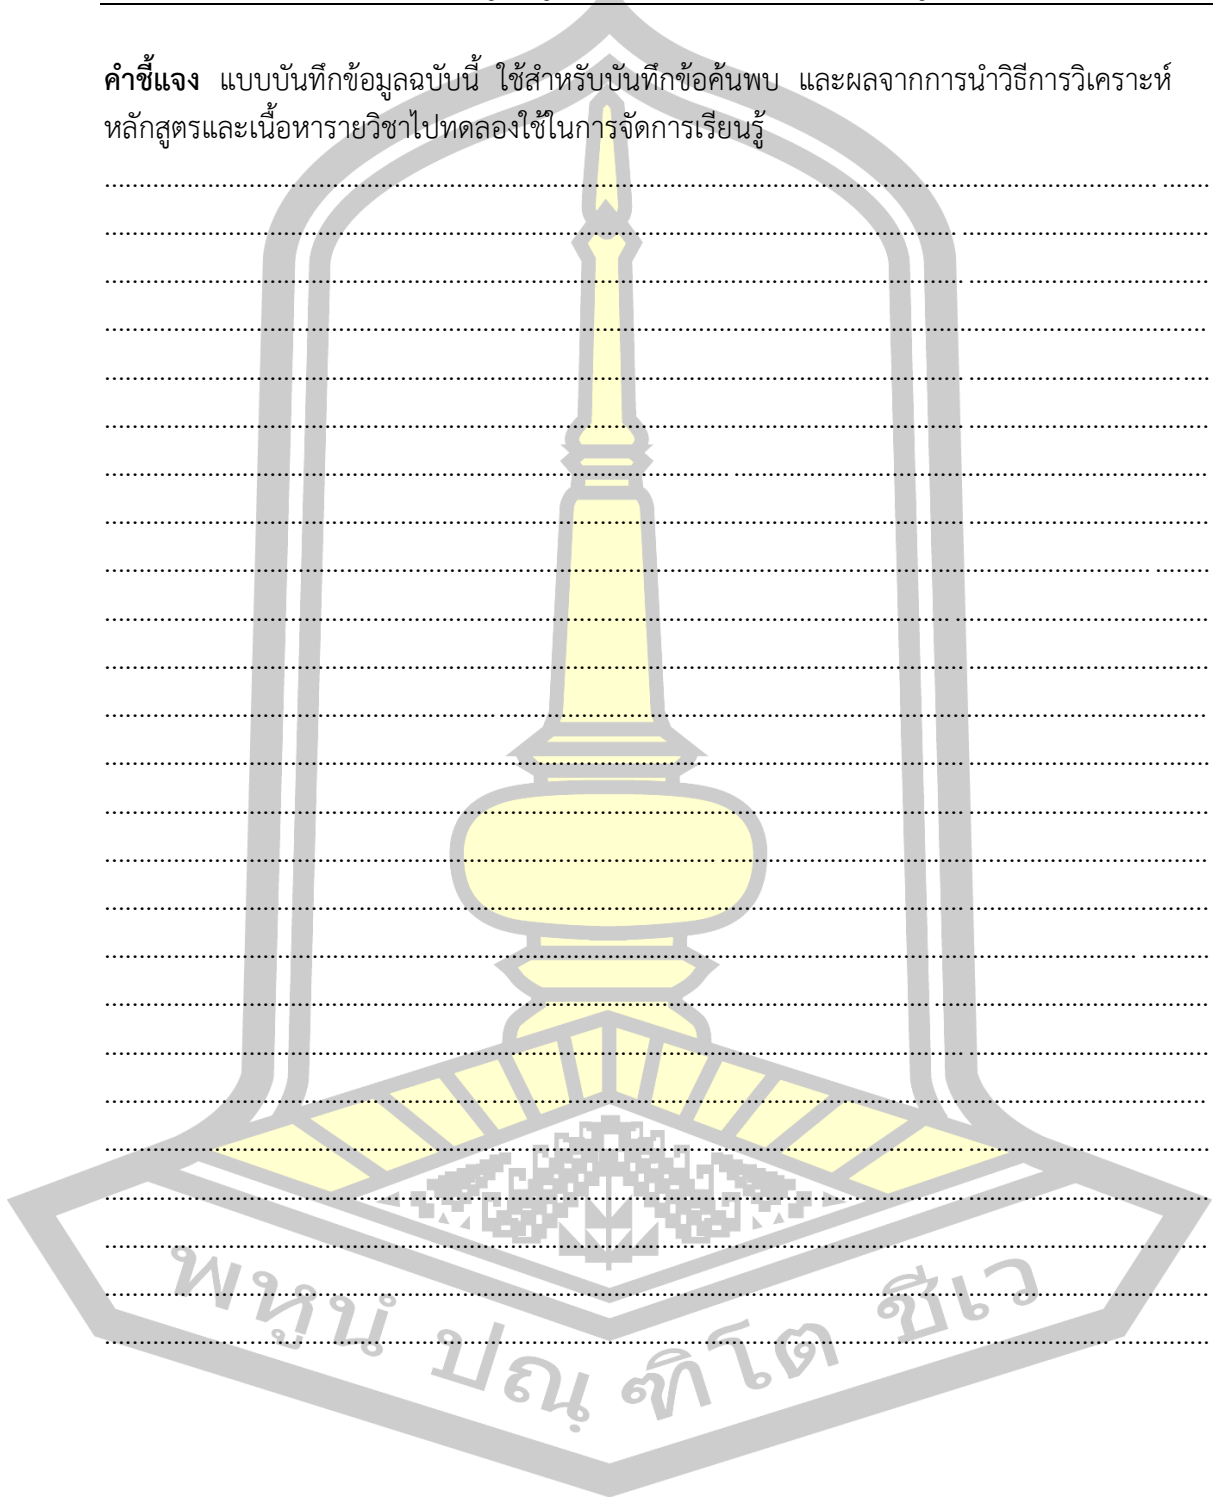 คำชี้แจง แบบบันทึกข้อมูลฉบับนี้ ใช้สำหรับบันทึกข้อค้นพบ และผลจากการนำวิธีการวิเคราะห์
หลักสูตรและเนื้อหารายวิชาไปทดลองใช้ในการจัดการเรียนรู้
พหูนํ ปณฺฑิโต ชีเว